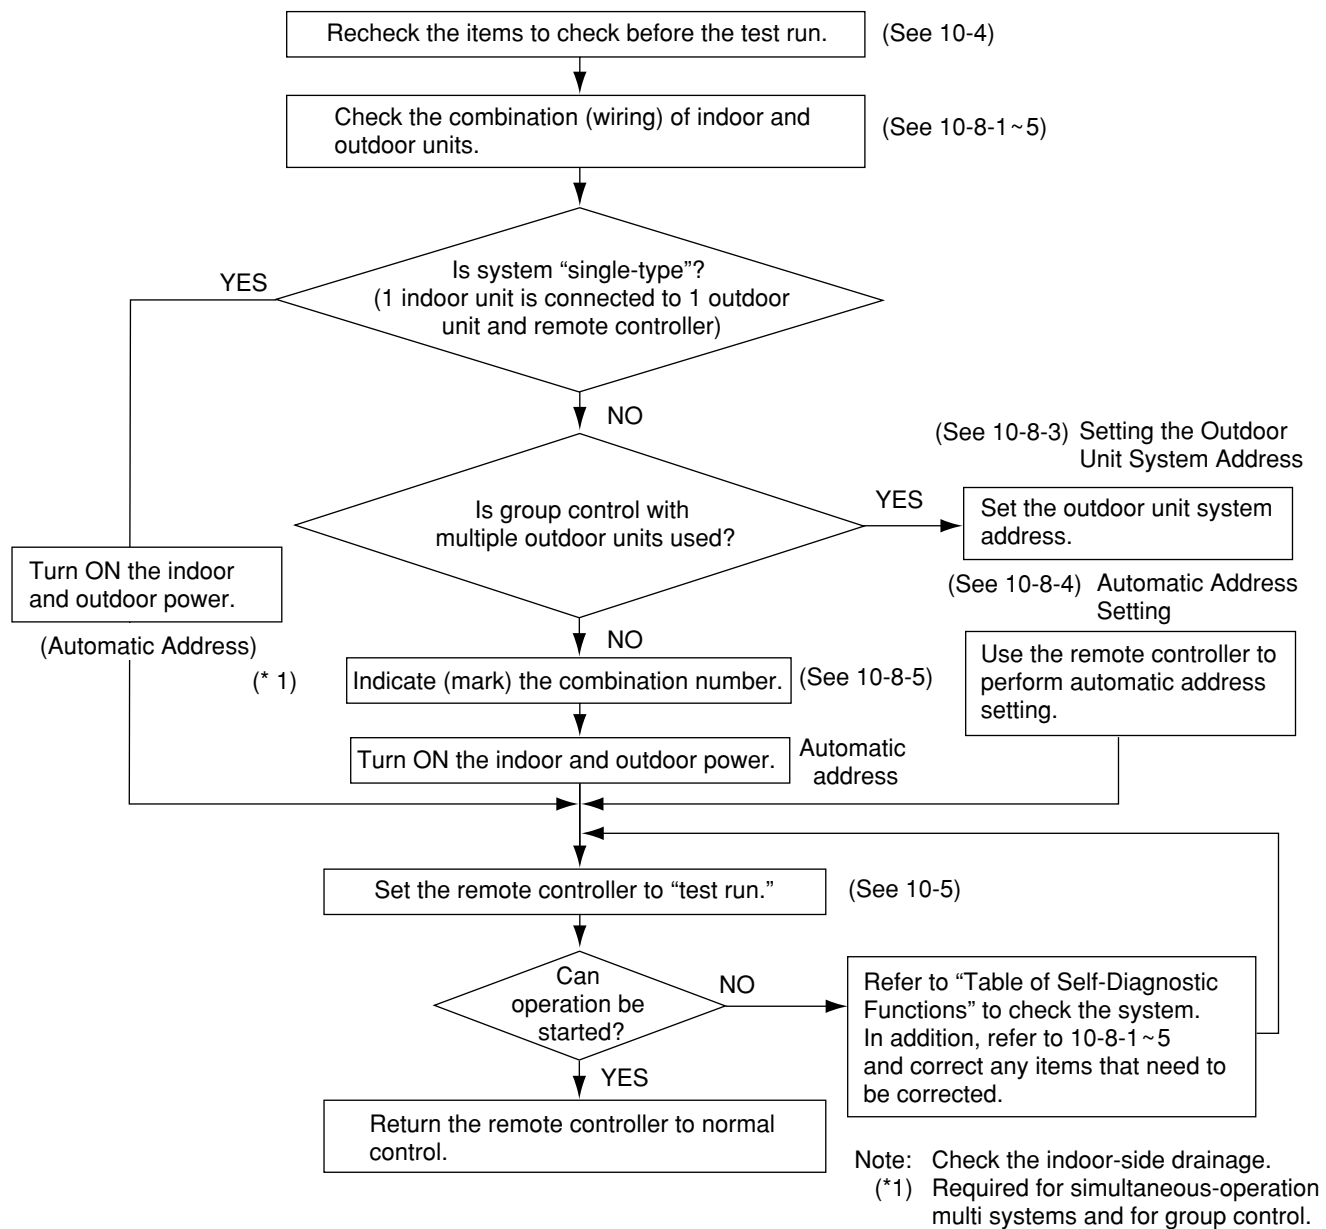 Recheck the items to check before the test run.
(See 10-4)
Check the combination (wiring) of indoor and
outdoor units.
(See 10-8-1~5)
Is system “single-type”?
(1 indoor unit is connected to 1 outdoor
unit and remote controller)
YES
NO
(See 10-8-3) Setting the Outdoor
Unit System Address
Is group control with
multiple outdoor units used?
YES
Set the outdoor unit system
address.
Turn ON the indoor
and outdoor power.
(Automatic Address)
(See 10-8-4) Automatic Address
Setting
Use the remote controller to
perform automatic address
setting.
NO
(* 1)
Indicate (mark) the combination number.
(See 10-8-5)
Turn ON the indoor and outdoor power.
Automatic
address
Set the remote controller to “test run.”
(See 10-5)
Can
operation be
started?
NO
Refer to “Table of Self-Diagnostic
Functions” to check the system.
In addition, refer to 10-8-1~5
and correct any items that need to
be corrected.
YES
Return the remote controller to normal
control.
Note: Check the indoor-side drainage.
(*1) Required for simultaneous-operation
multi systems and for group control.